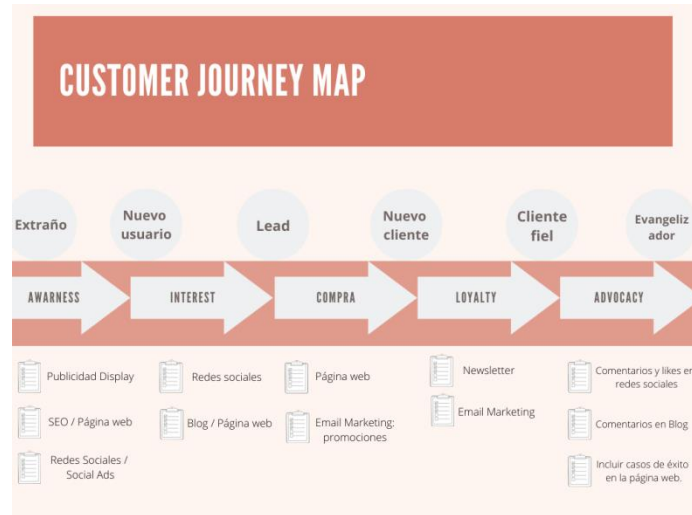 CUSTOMER JOURNEY MAP
Extraño
Nuevo
usuario
Lead
Nuevo
cliente
Cliente
fiel
Evangeliz
ador
AWARNESS
INTEREST
COMPRA
LOYALTY
ADVOCACY
Publicidad Display
SEO / Página web
Redes Sociales /
Social Ads
Redes sociales
Blog / Página web
Página web
Email Marketing:
promociones
Newsletter
Email Marketing
Comentarios y likes en
redes sociales
Comentarios en Blog
Incluir casos de éxito
en la página web.